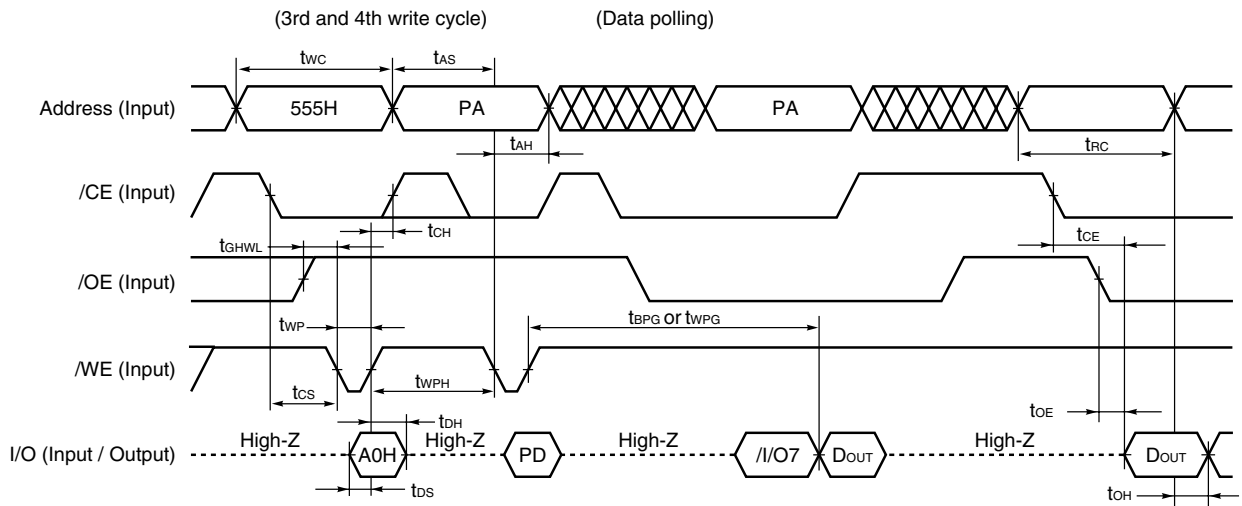 (3rd and 4th write cycle) (Data polling)
tWC tAS
Address (Input) 555H PA PA
tAH tRC
/CE (Input)
tCH tCE
tGHWL
/OE (Input)
tWP tBPG or tWPG
/WE (Input)
tCS tWPH
tDH tOE
High-Z High-Z High-Z High-Z
I/O (Input / Output) A0H PD /I/O7 DOUT DOUT
tDS tOH